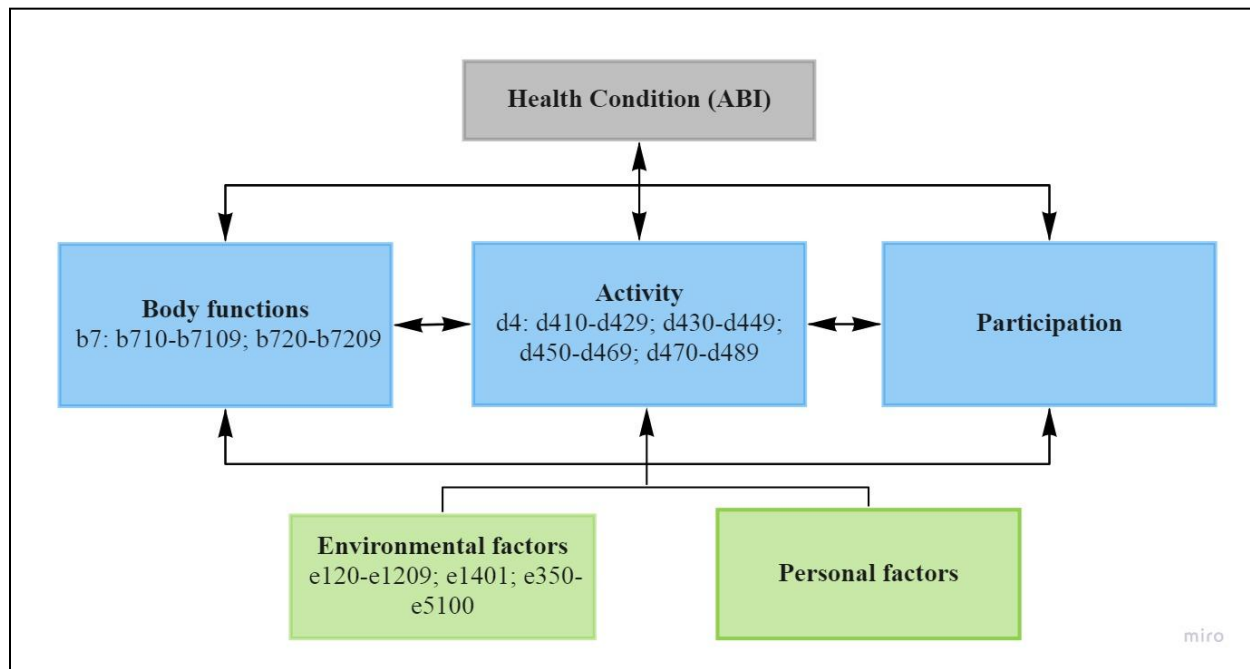 Health Condition (ABI)
Body functions
b7: b710-b7109; b720-b7209
Activity
d4: d410-d429; d430-d449;
d450-d469; d470-d489
Participation
Environmental factors
e120-e1209; e1401; e350-
e5100
Personal factors
miro